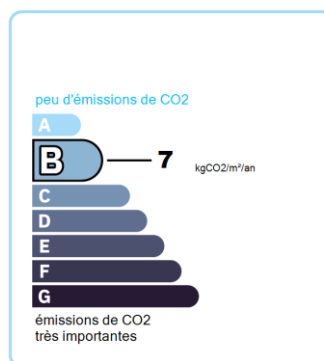 peu d'émissions de CO2
A
B 7 kgCO2/m²/an
C
D
E
F
G
émissions de CO2
très importantes